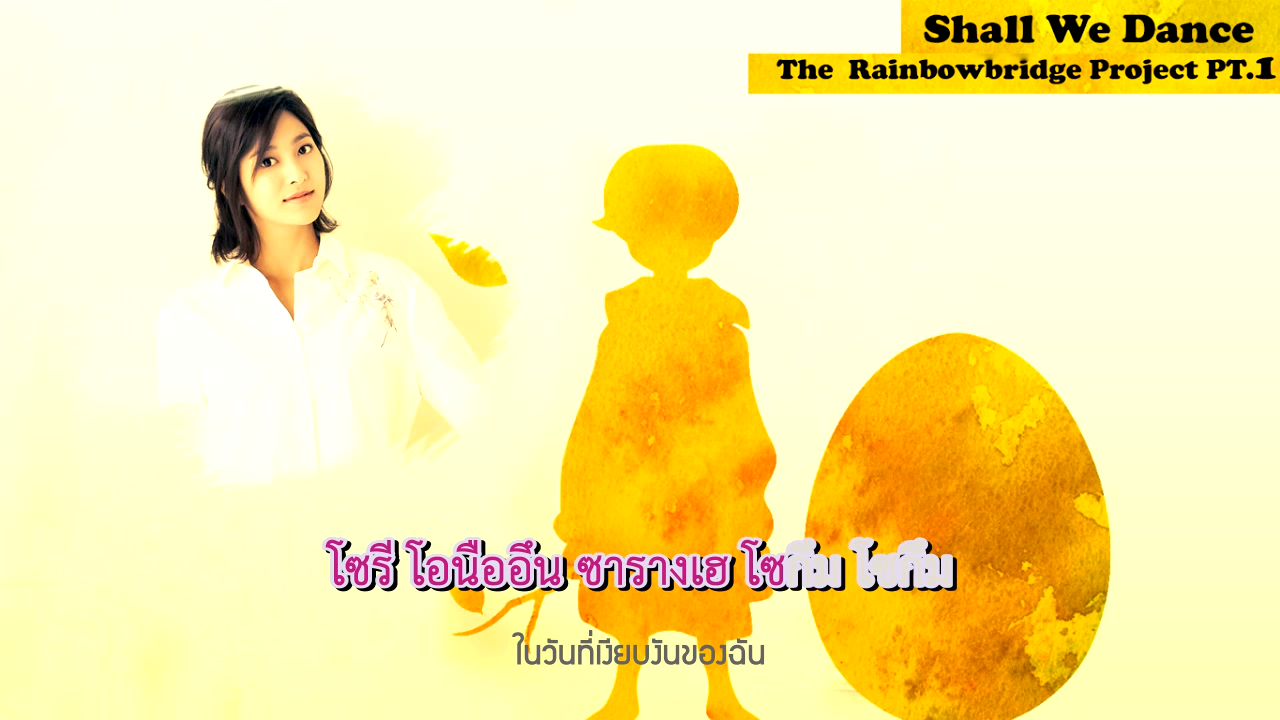 Shall We Dance
The Rainbowbridge Project PT.1
โซรี โอนืออึน ซารางเฮ โซกึม โซกึม
ในวันที่เงียบงันของฉัน